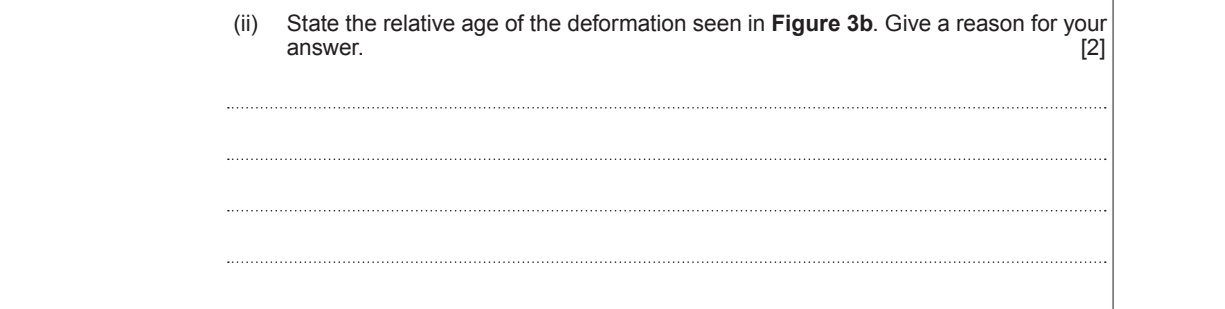 (ii) State the relative age of the deformation seen in Figure 3b. Give a reason for your
answer. [2]